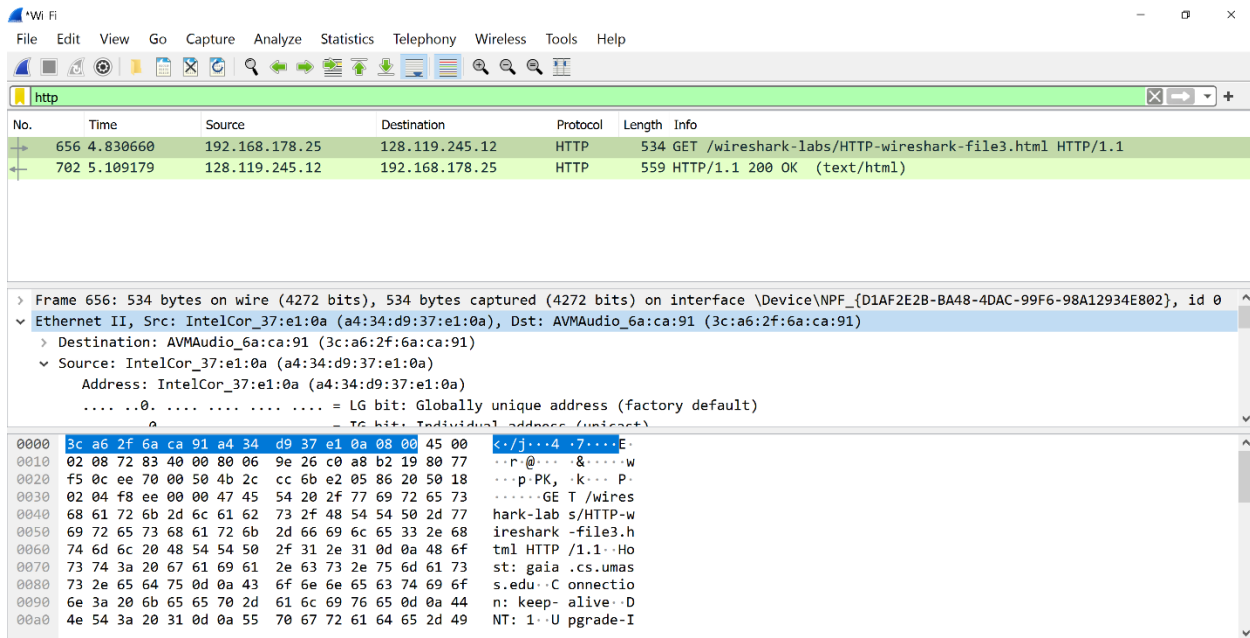 *Wi Fi
File Edit View Go Capture Analyze Statistics Telephony Wireless Tools Help
http
No. Time Source Destination Protocol Length Info
656 4.830660 192.168.178.25 128.119.245.12 HTTP 534 GET /wireshark-labs/HTTP-wireshark-file3.html HTTP/1.1
702 5.109179 128.119.245.12 192.168.178.25 HTTP 559 HTTP/1.1 200 OK (text/html)
Frame 656: 534 bytes on wire (4272 bits), 534 bytes captured (4272 bits) on interface \Device\NPF_{D1AF2E2B-BA48-4DAC-99F6-98A12934E802}, id 0
Ethernet II, Src: IntelCor_37:e1:0a (a4:34:d9:37:e1:0a), Dst: AVMAudio_6a:ca:91 (3c:a6:2f:6a:ca:91)
Destination: AVMAudio_6a:ca:91 (3c:a6:2f:6a:ca:91)
Source: IntelCor_37:e1:0a (a4:34:d9:37:e1:0a)
Address: IntelCor_37:e1:0a (a4:34:d9:37:e1:0a)
.... ..0. .... .... .... .... = LG bit: Globally unique address (factory default)
0000 3c a6 2f 6a ca 91 a4 34 d9 37 e1 0a 08 00 45 00 <·/j···4 ·7····E·
0010 02 08 72 83 40 00 80 06 9e 26 c0 a8 b2 19 80 77 ··r·@··· ·&·····w
0020 f5 0c ee 70 00 50 4b 2c cc 6b e2 05 86 20 50 18 ···p·PK, ·k··· P·
0030 02 04 f8 ee 00 00 47 45 54 20 2f 77 69 72 65 73 ······GE T /wires
0040 68 61 72 6b 2d 6c 61 62 73 2f 48 54 54 50 2d 77 hark-lab s/HTTP-w
0050 69 72 65 73 68 61 72 6b 2d 66 69 6c 65 33 2e 68 ireshark -file3.h
0060 74 6d 6c 20 48 54 54 50 2f 31 2e 31 0d 0a 48 6f tml HTTP /1.1··Ho
0070 73 74 3a 20 67 61 69 61 2e 63 73 2e 75 6d 61 73 st: gaia .cs.umas
0080 73 2e 65 64 75 0d 0a 43 6f 6e 6e 65 63 74 69 6f s.edu··C onnectio
0090 6e 3a 20 6b 65 65 70 2d 61 6c 69 76 65 0d 0a 44 n: keep- alive··D
00a0 4e 54 3a 20 31 0d 0a 55 70 67 72 61 64 65 2d 49 NT: 1··U pgrade-I